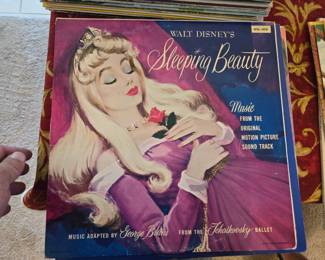 WALT DISNEY'S
Sleeping Beauty
Music
FROM THE
ORIGINAL
MOTION PICTURE
SOUND TRACK
MUSIC ADAPTED BY George Bruns FROM THE Tchaikovsky BALLET